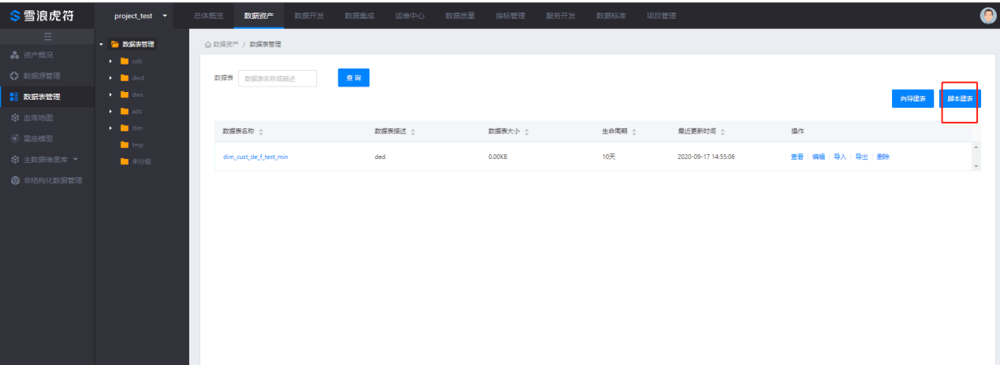 雪浪虎符
project_test
总体概览 数据资产 数据开发 数据集成 运维中心 数据质量 指标管理 服务开发 数据标准 项目管理
资产概况
数据源管理
数据表管理
血缘地图
星座模型
主数据维度库
非结构化数据管理
数据表管理
ods
dwd
dws
ads
dim
tmp
未分组
数据资产 / 数据表管理
数据表 数据表名称或描述 查 询
向导建表 脚本建表
数据表名称 数据表描述 数据表大小 生命周期 最近更新时间 操作
dim_cust_de_f_test_min ded 0.00KB 10天 2020-09-17 14:55:06 查看 编辑 导入 导出 删除